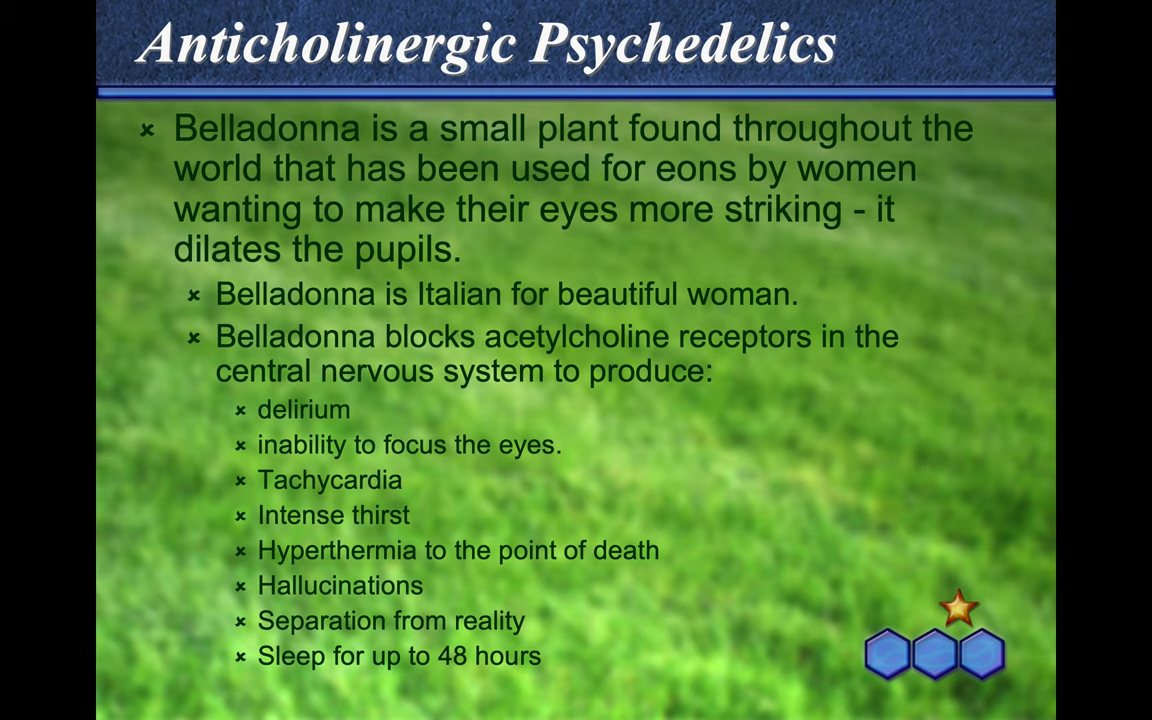 Anticholinergic Psychedelics
Belladonna is a small plant found throughout the
world that has been used for eons by women
wanting to make their eyes more striking - it
dilates the pupils.
Belladonna is Italian for beautiful woman.
Belladonna blocks acetylcholine receptors in the
central nervous system to produce:
delirium
inability to focus the eyes.
Tachycardia
Intense thirst
Hyperthermia to the point of death
Hallucinations
Separation from reality
Sleep for up to 48 hours